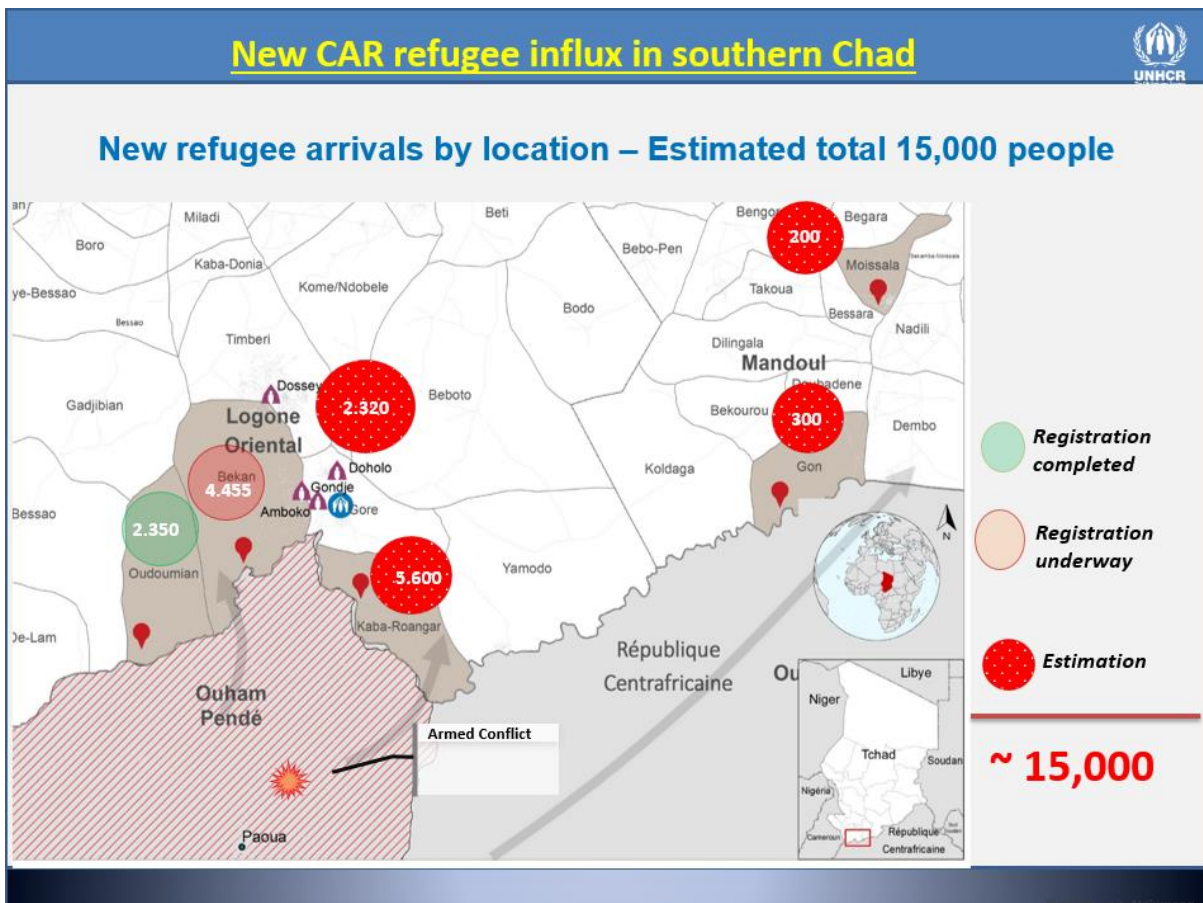 New CAR refugee influx in southern Chad
UNHCR
New refugee arrivals by location – Estimated total 15,000 people
Miladi
Beti
Bengor
Begara
200
Boro
Kaba-Donia
Bebo-Pen
Moissala
ye-Bessao
Kome/Ndobele
Takoua
Bodo
Bessara
Bessao
Nadili
Timberi
Dilingala
Mandoul
Dossey
2.320
Beboto
Gadjibian
Logone
Oriental
Bekourou
300
Dembo
Registration
completed
Bekan
4.455
Doholo
Koldaga
Gon
Gondje
Bessao
Amboko
Gore
2.350
N
Oudoumian
5.600
Yamodo
Registration
underway
Kaba-Roangar
De-Lam
République
Centrafricaine
Ou
Estimation
Libye
Niger
Ouham
Pendé
Armed Conflict
Tchad
Soudan
~ 15,000
Nigéria
Paoua
Cameroun
République
Centrafricaine